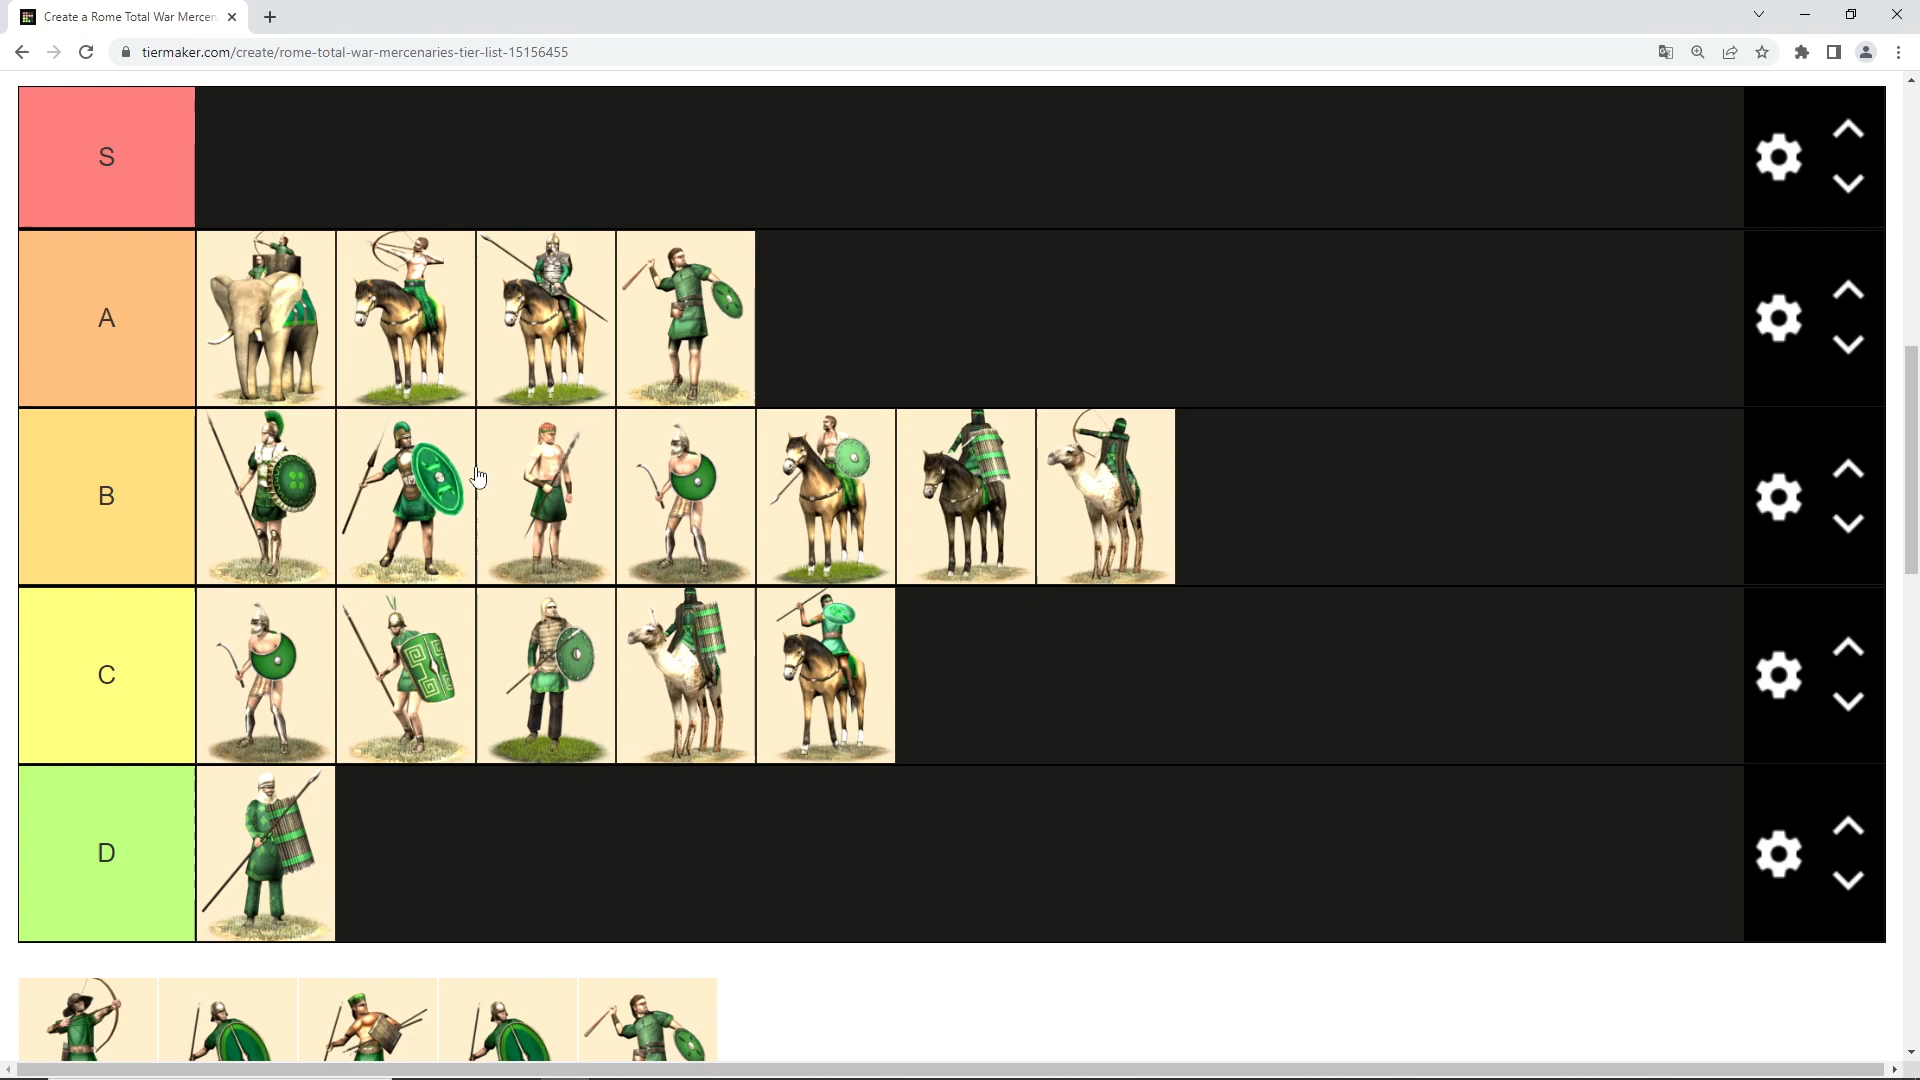 Create a Rome Total War Mercen
tiermaker.com/create/rome-total-war-mercenaries-tier-list-15156455
S
A
B
C
D